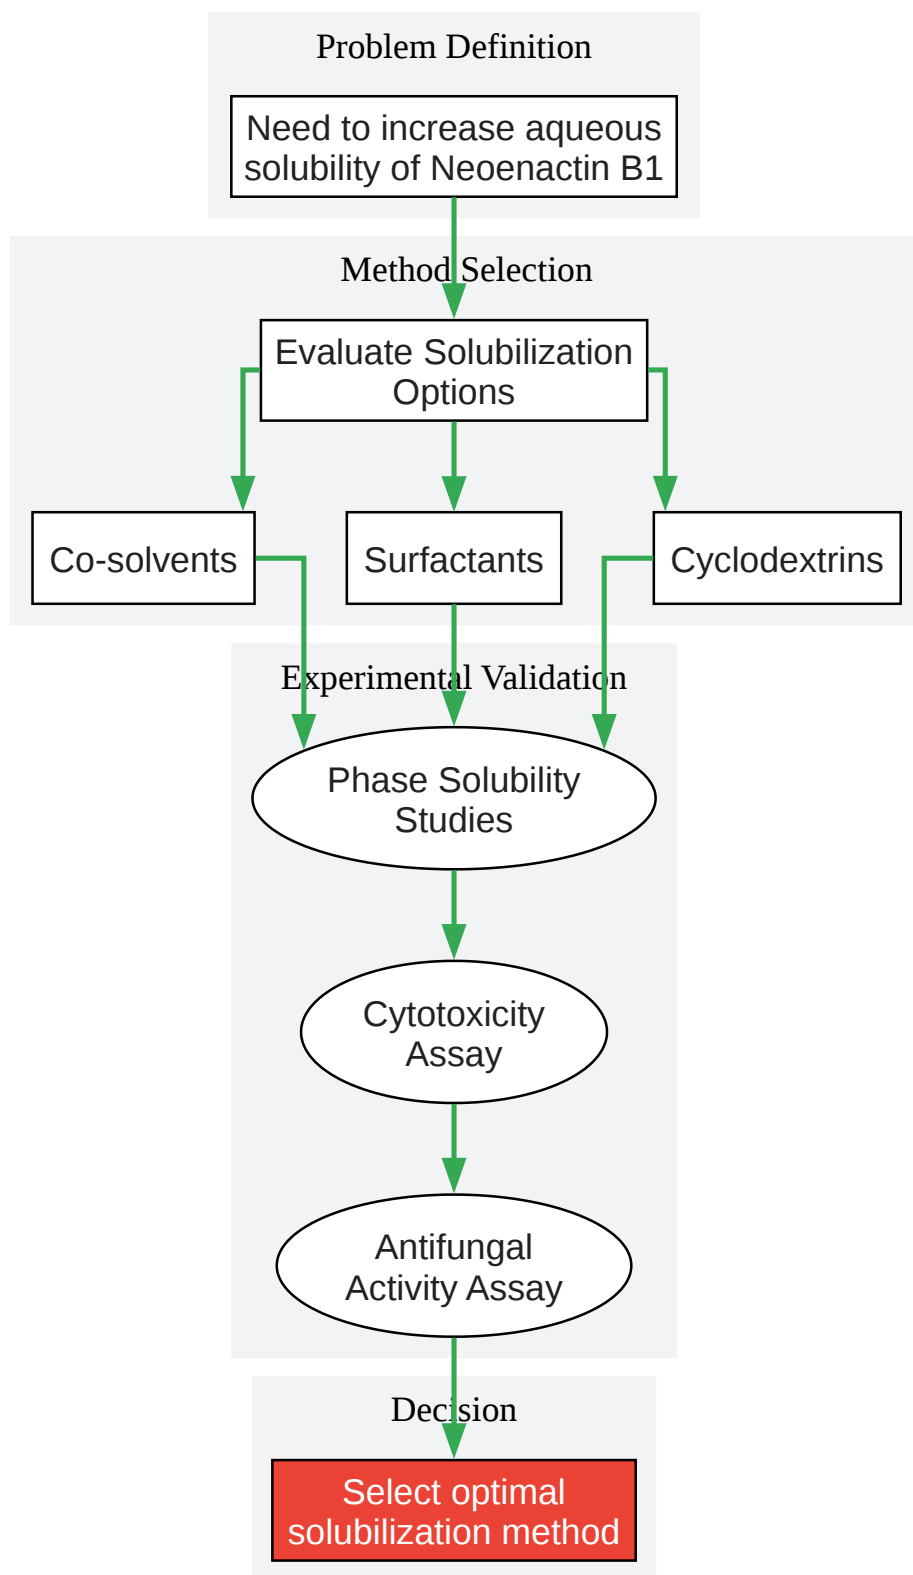 Problem Definition
Need to increase aqueous
solubility of Neoenactin B1
Method Selection
Evaluate Solubilization
Options
Co-solvents
Surfactants
Cyclodextrins
Experimental Validation
Phase Solubility
Studies
Cytotoxicity
Assay
Antifungal
Activity Assay
Decision
Select optimal
solubilization method